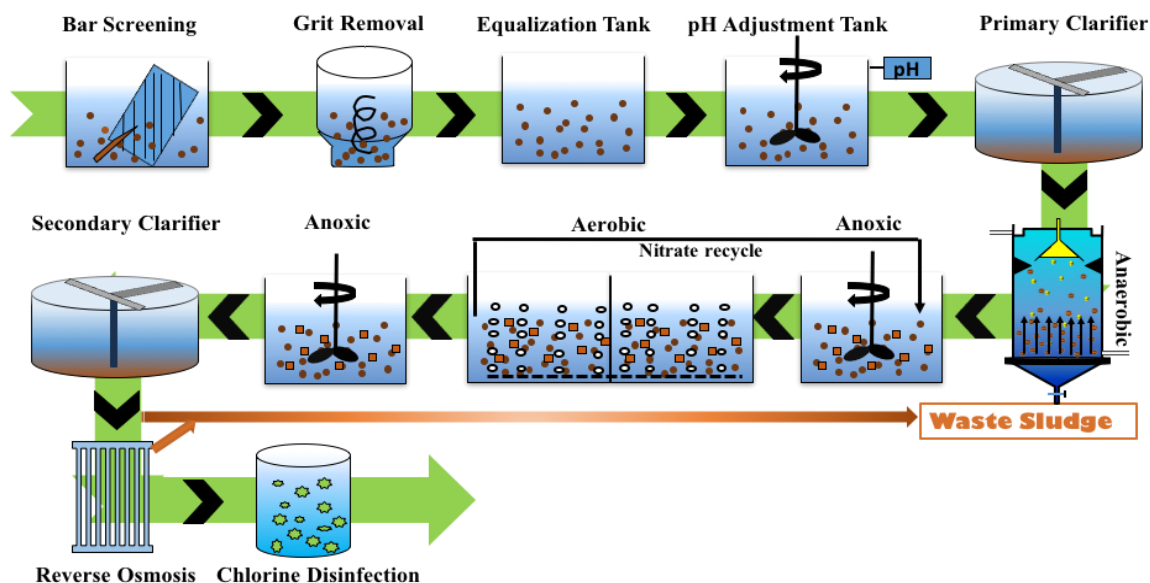 Bar Screening
Grit Removal
Equalization Tank
pH Adjustment Tank
Primary Clarifier
pH
Secondary Clarifier
Anoxic
Aerobic
Anoxic
Nitrate recycle
Anaerobic
Waste Sludge
Reverse Osmosis
Chlorine Disinfection